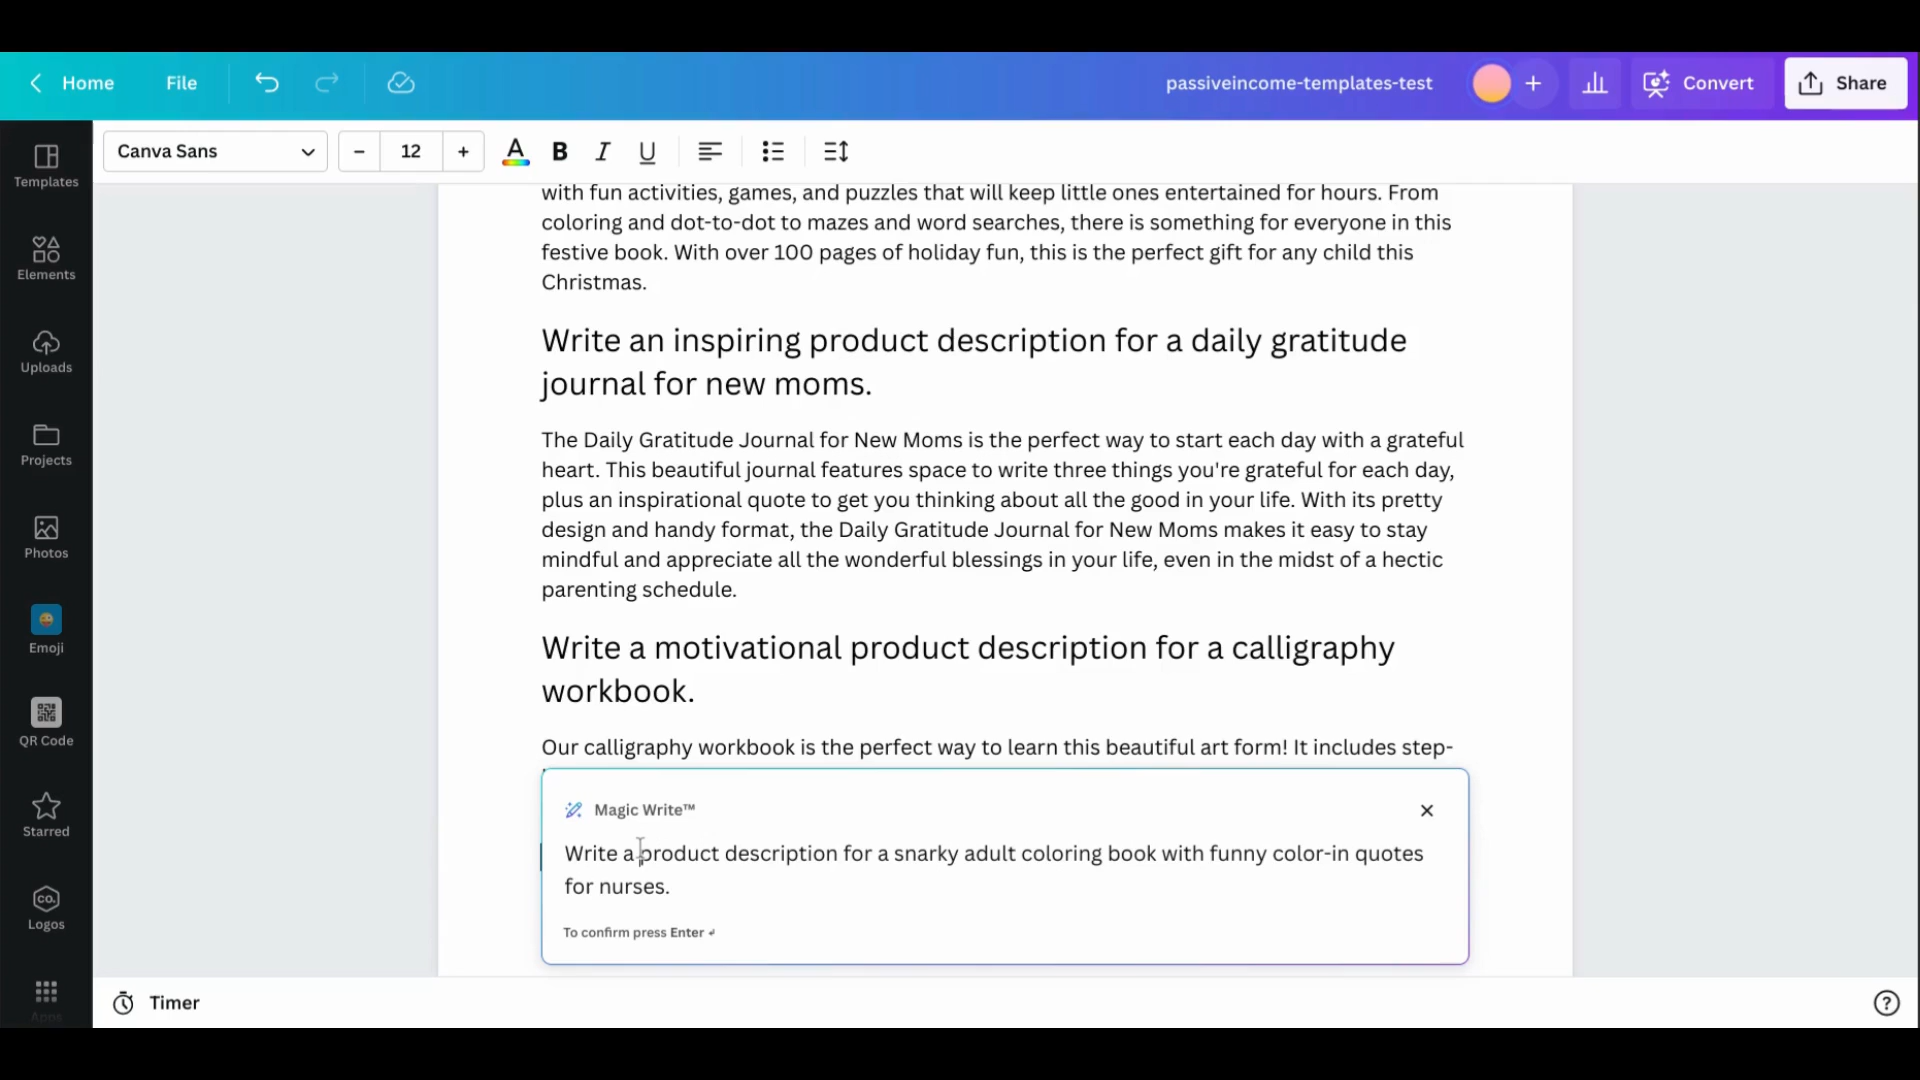 Home File passiveincome-templates-test + Convert Share
Canva Sans – 12 + A B I U
Templates
Elements
Uploads
Projects
Photos
Emoji
QR Code
Starred
CO.
Logos
Apps
with fun activities, games, and puzzles that will keep little ones entertained for hours. From
coloring and dot-to-dot to mazes and word searches, there is something for everyone in this
festive book. With over 100 pages of holiday fun, this is the perfect gift for any child this
Christmas.
Write an inspiring product description for a daily gratitude
journal for new moms.
The Daily Gratitude Journal for New Moms is the perfect way to start each day with a grateful
heart. This beautiful journal features space to write three things you're grateful for each day,
plus an inspirational quote to get you thinking about all the good in your life. With its pretty
design and handy format, the Daily Gratitude Journal for New Moms makes it easy to stay
mindful and appreciate all the wonderful blessings in your life, even in the midst of a hectic
parenting schedule.
Write a motivational product description for a calligraphy
workbook.
Our calligraphy workbook is the perfect way to learn this beautiful art form! It includes step-
Magic Write™
Write a product description for a snarky adult coloring book with funny color-in quotes
for nurses.
To confirm press Enter ↵
Timer ?